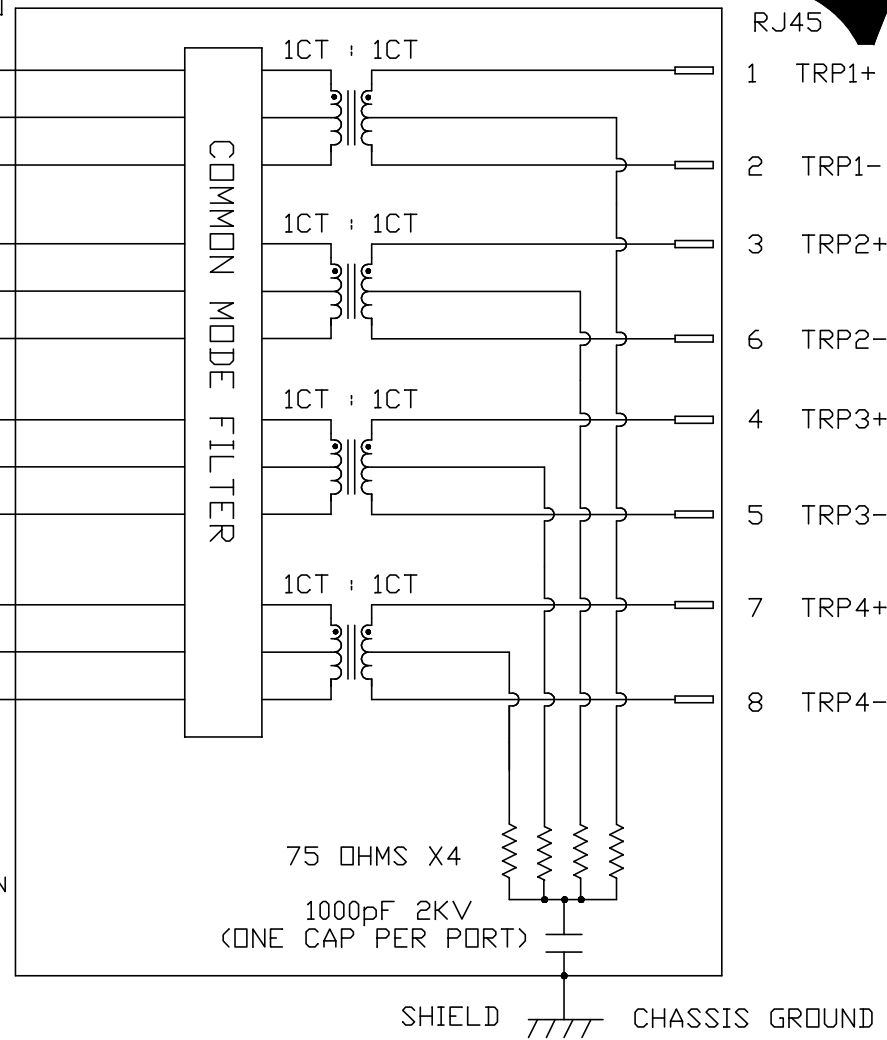 RJ45
1CT : 1CT
1 TRP1+
2 TRP1-
1CT : 1CT
3 TRP2+
6 TRP2-
1CT : 1CT
4 TRP3+
5 TRP3-
1CT : 1CT
7 TRP4+
8 TRP4-
COMMON MODE FILTER
75 OHMS X4
N
1000pF 2KV
(ONE CAP PER PORT)
SHIELD
CHASSIS GROUND